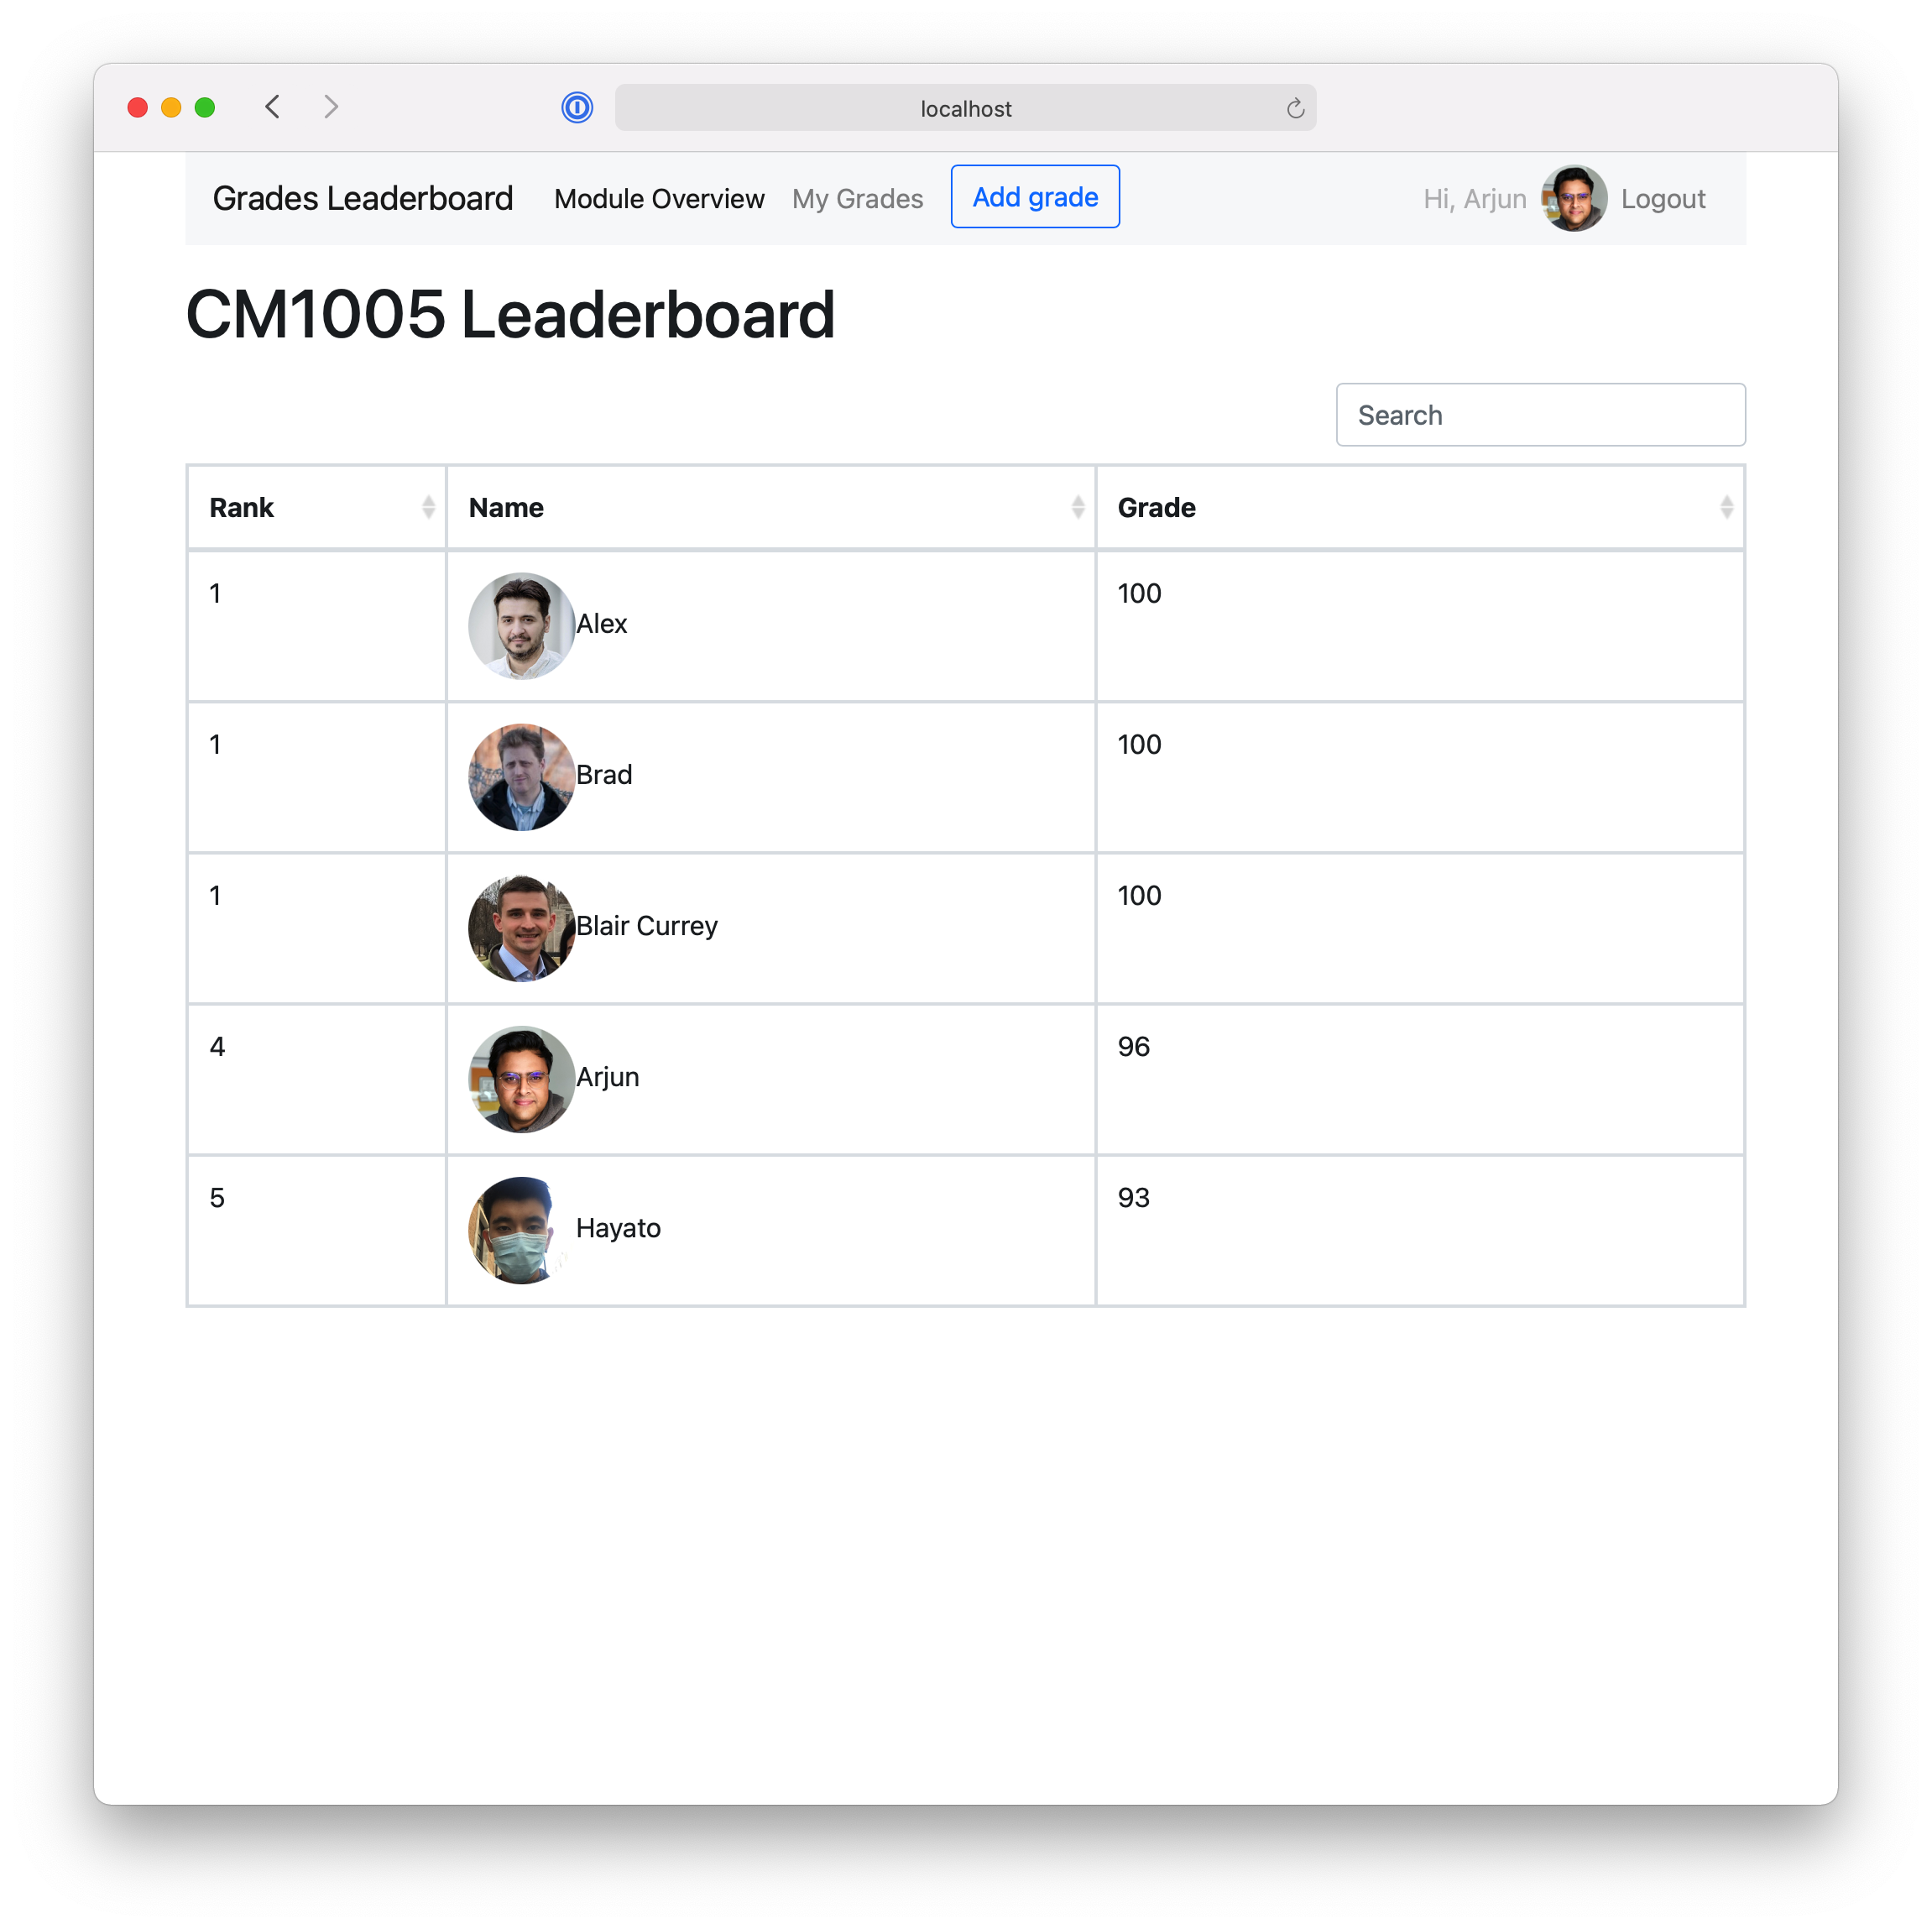 localhost
Grades Leaderboard Module Overview My Grades Add grade Hi, Arjun Logout
CM1005 Leaderboard
Search
Rank Name Grade
1 Alex 100
1 Brad 100
1 Blair Currey 100
4 Arjun 96
5 Hayato 93